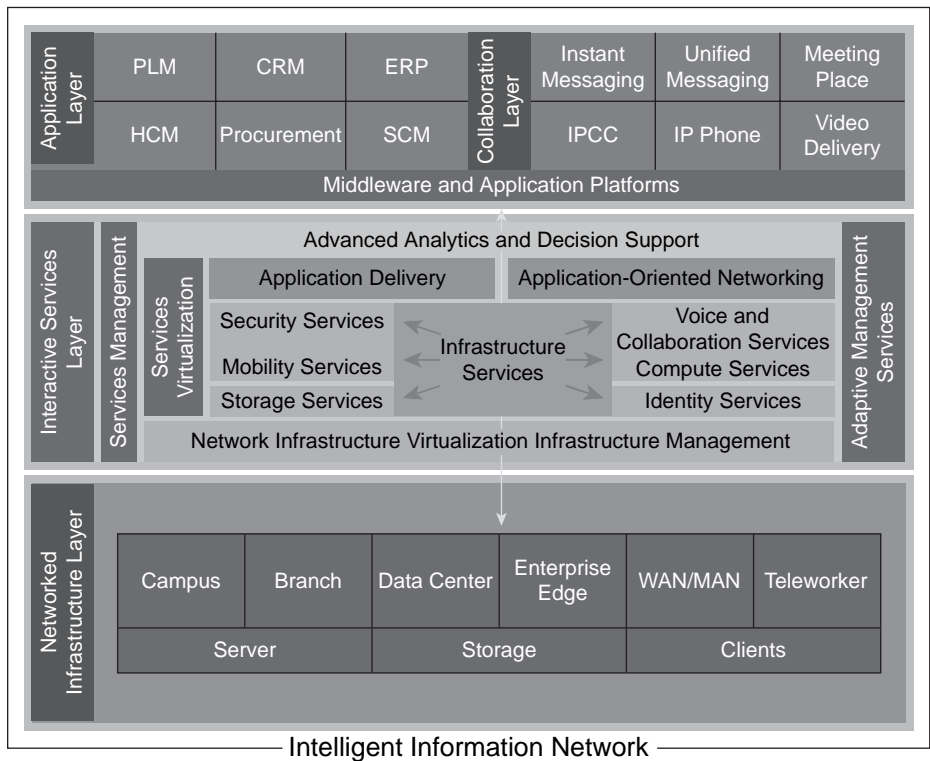 Application
Layer
PLM
CRM
ERP
HCM
Procurement
SCM
Collaboration
Layer
Instant
Messaging
Unified
Messaging
Meeting
Place
IPCC
IP Phone
Video
Delivery
Middleware and Application Platforms
Interactive Services
Layer
Services Management
Advanced Analytics and Decision Support
Services
Virtualization
Application Delivery
Application-Oriented Networking
Security Services
Mobility Services
Storage Services
Infrastructure
Services
Voice and
Collaboration Services
Compute Services
Identity Services
Network Infrastructure Virtualization Infrastructure Management
Adaptive Management
Services
Networked
Infrastructure Layer
Campus
Branch
Data Center
Enterprise
Edge
WAN/MAN
Teleworker
Server
Storage
Clients
Intelligent Information Network